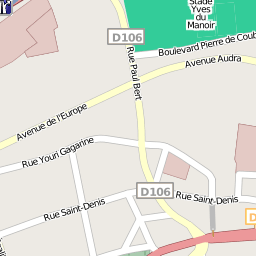 Stade
Yves
du
Manoir
D106
Boulevard Pierre de Coub
Rue Paul Bert
Avenue Audra
Avenue de l'Europe
Rue Youri Gagarine
D106
Rue Saint-Denis
Rue Saint-Denis
D